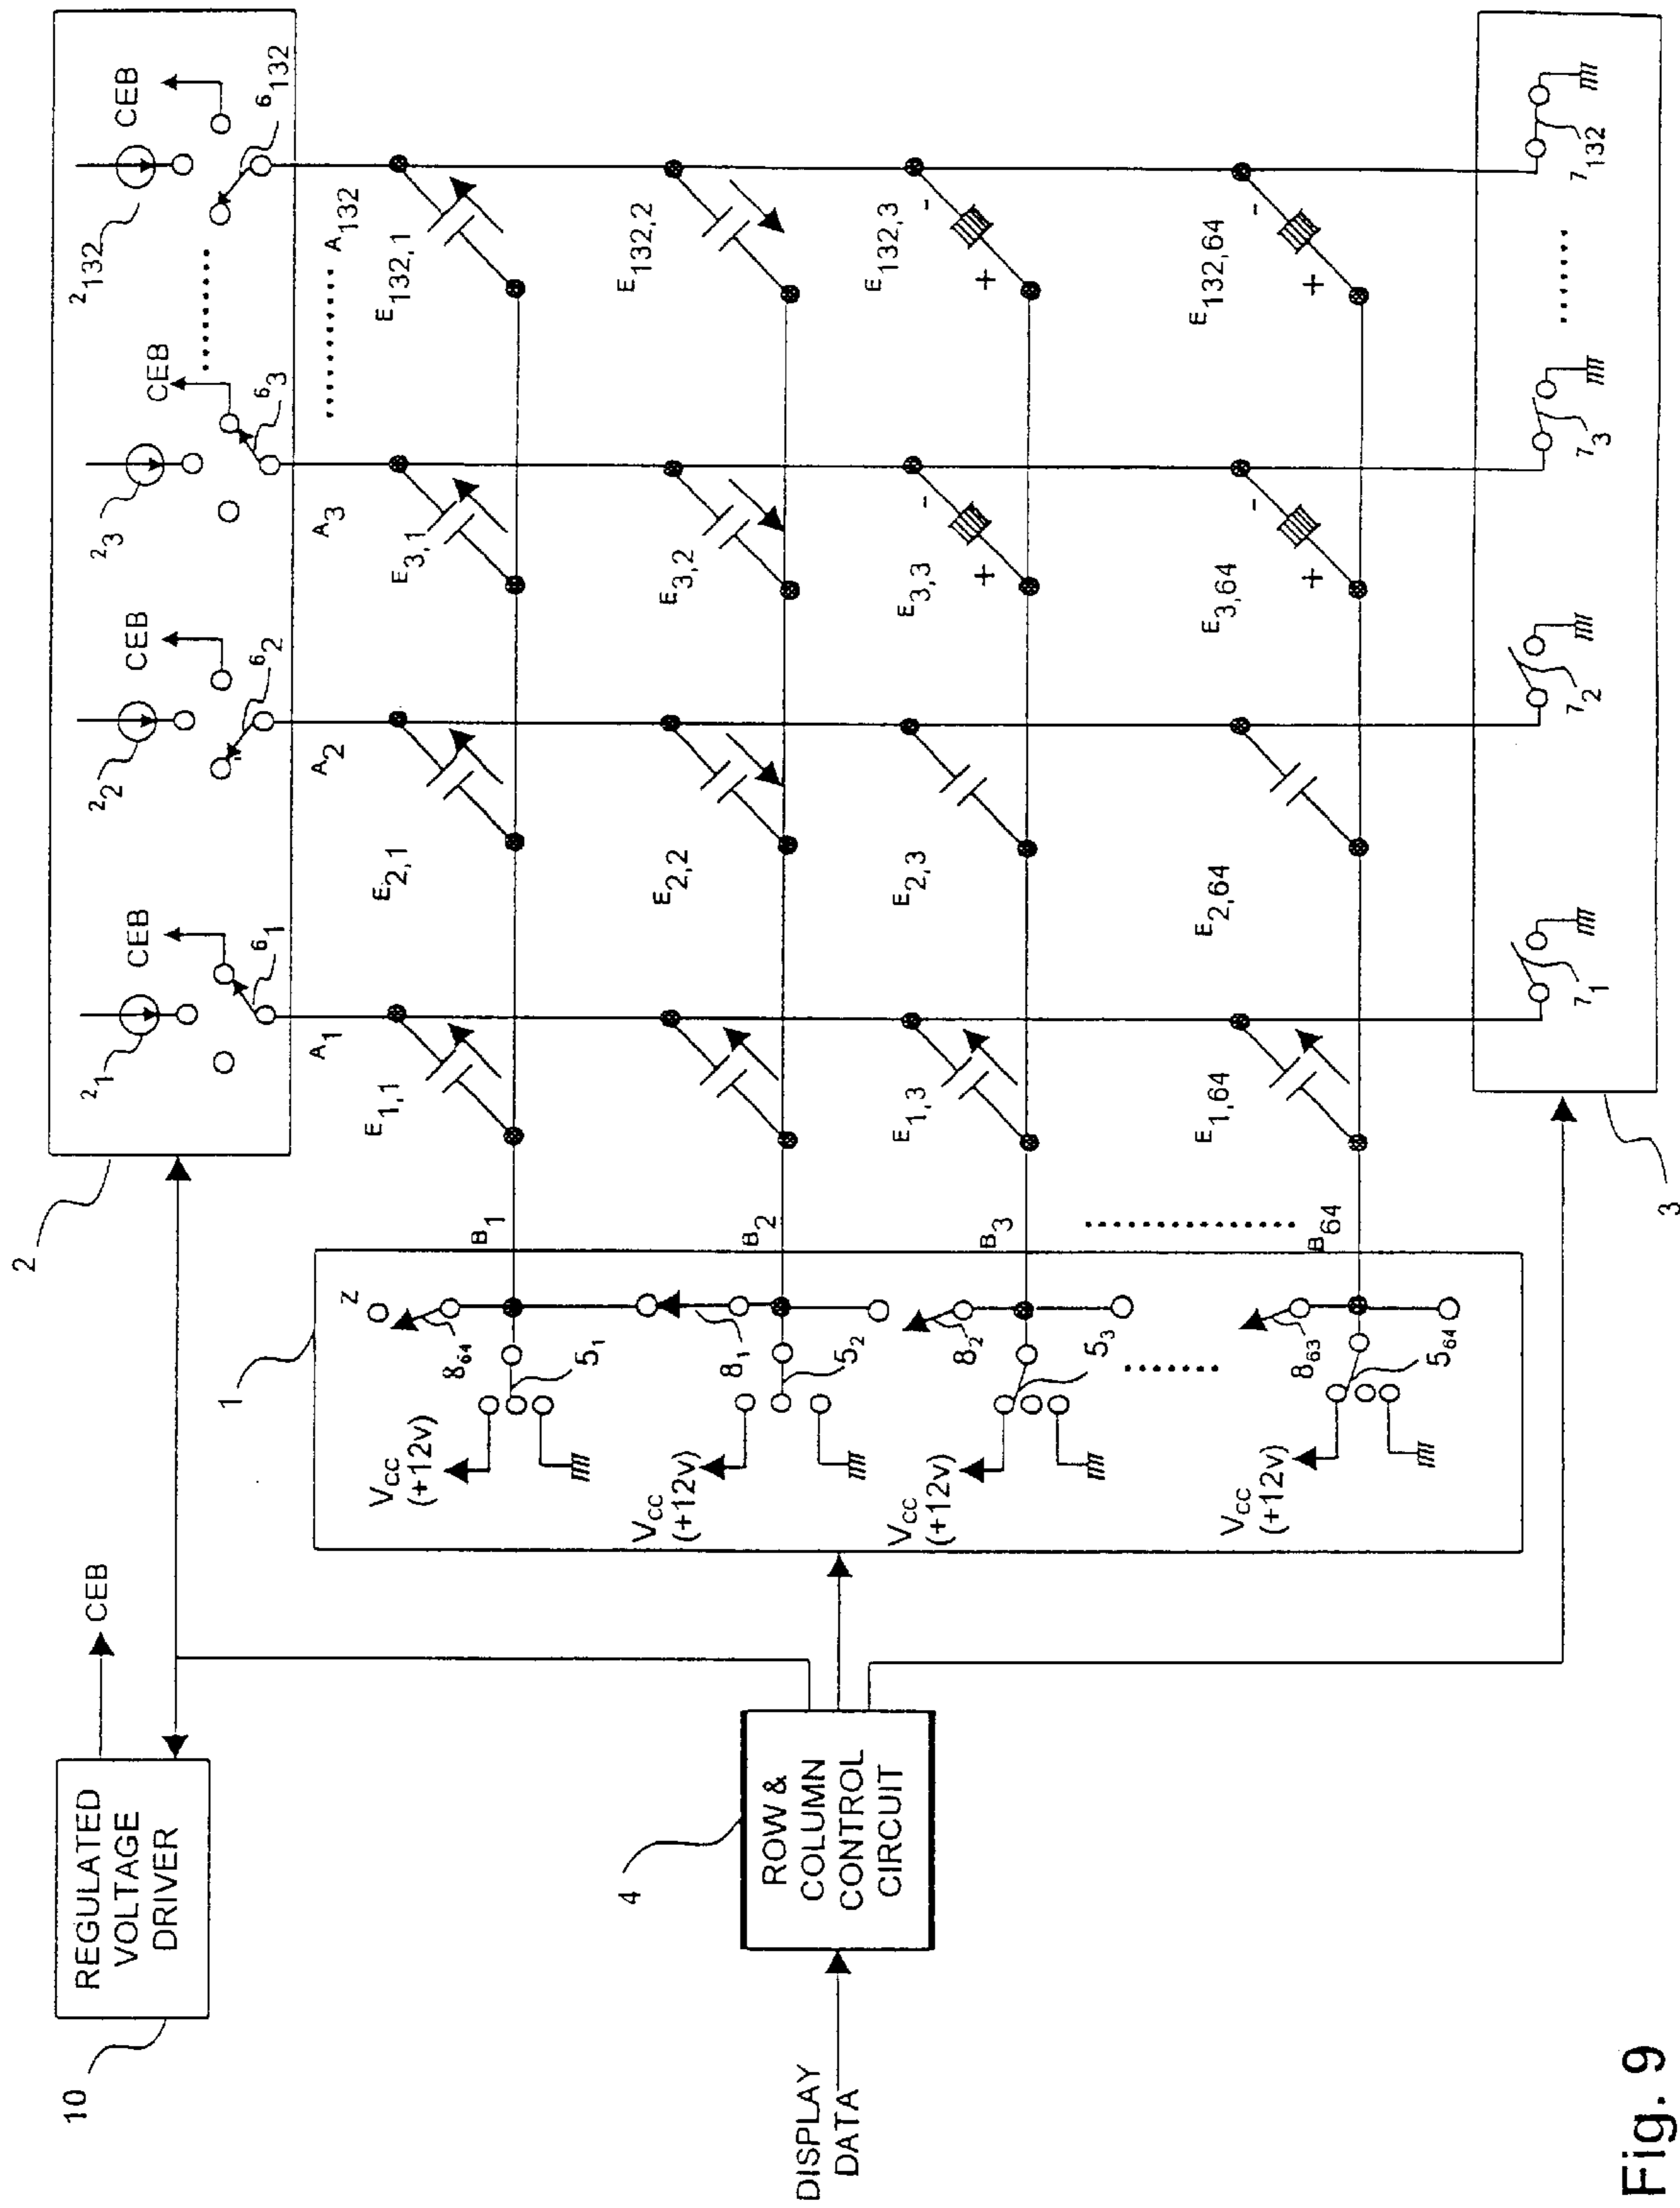 REGULATED
VOLTAGE
DRIVER
10
CEB
DISPLAY
DATA
4
ROW &
COLUMN
CONTROL
CIRCUIT
2
2₁
2₂
2₃
2₁₃₂
CEB
CEB
CEB
CEB
6₁
6₂
6₃
6₁₃₂
A₁
A₂
A₃
A₁₃₂
1
Z
VCC
(+12v)
8₆₄
5₁
B₁
E₁,₁
E₂,₁
E₃,₁
E₁₃₂,₁
VCC
(+12v)
8₁
5₂
B₂
E₂,₂
E₃,₂
E₁₃₂,₂
VCC
(+12v)
8₂
5₃
B₃
E₁,₃
E₂,₃
E₃,₃
+ -
E₁₃₂,₃
+ -
VCC
(+12v)
8₆₃
5₆₄
B₆₄
E₁,₆₄
E₂,₆₄
E₃,₆₄
+ -
E₁₃₂,₆₄
+ -
3
7₁
7₂
7₃
7₁₃₂
Fig. 9